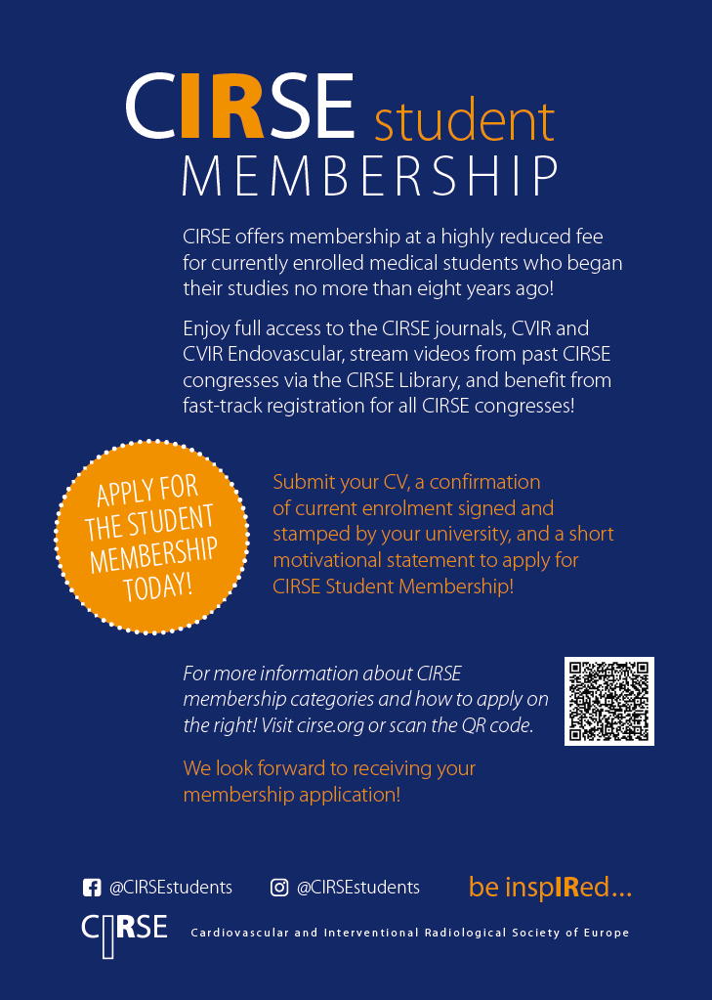 CIRSE student
MEMBERSHIP
CIRSE offers membership at a highly reduced fee
for currently enrolled medical students who began
their studies no more than eight years ago!
Enjoy full access to the CIRSE journals, CVIR and
CVIR Endovascular, stream videos from past CIRSE
congresses via the CIRSE Library, and benefit from
fast-track registration for all CIRSE congresses!
APPLY FOR
THE STUDENT
MEMBERSHIP
TODAY!
Submit your CV, a confirmation
of current enrolment signed and
stamped by your university, and a short
motivational statement to apply for
CIRSE Student Membership!
For more information about CIRSE
membership categories and how to apply on
the right! Visit cirse.org or scan the QR code.
We look forward to receiving your
membership application!
@CIRSEstudents
@CIRSEstudents
be inspIRed...
CIRSE
Cardiovascular and Interventional Radiological Society of Europe